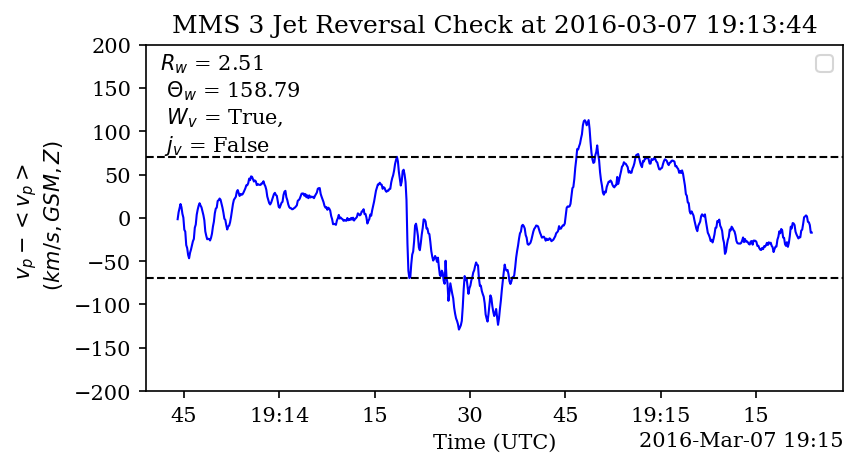 MMS 3 Jet Reversal Check at 2016-03-07 19:13:44
R_w = 2.51
Θ_w = 158.79
W_v = True,
j_v = False
v_p − < v_p >
(km/s, GSM, Z)
200
150
100
50
0
−50
−100
−150
−200
45 19:14 15 30 45 19:15 15
Time (UTC) 2016-Mar-07 19:15